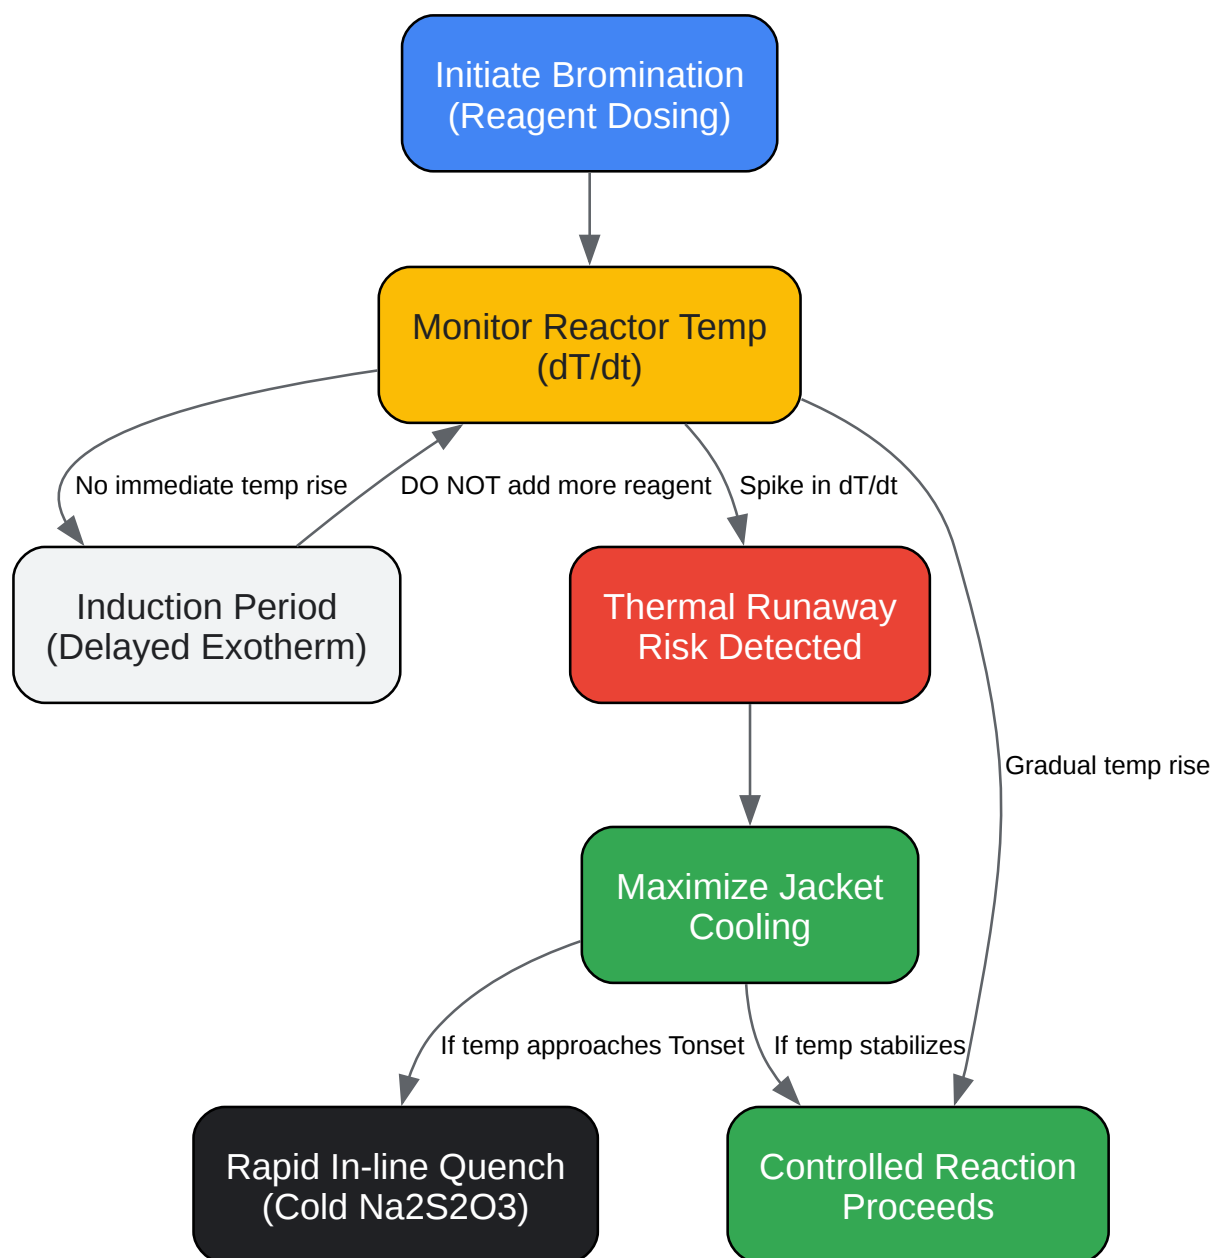 Initiate Bromination
(Reagent Dosing)
Monitor Reactor Temp
(dT/dt)
No immediate temp rise
DO NOT add more reagent
Spike in dT/dt
Induction Period
(Delayed Exotherm)
Thermal Runaway
Risk Detected
Gradual temp rise
Maximize Jacket
Cooling
If temp approaches Tonset
If temp stabilizes
Rapid In-line Quench
(Cold Na2S2O3)
Controlled Reaction
Proceeds